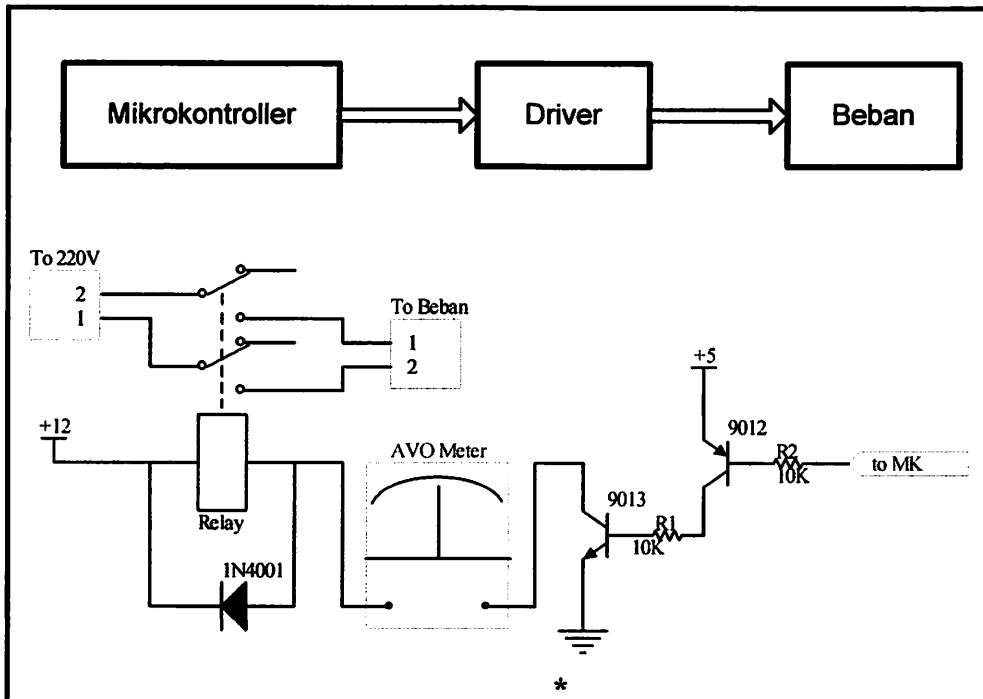 Mikrokontroller
Driver
Beban
To 220V
2
1
To Beban
1
2
+5
+12
9012
AVO Meter
R2
10K
to MK
9013
R1
10K
Relay
1N4001
*